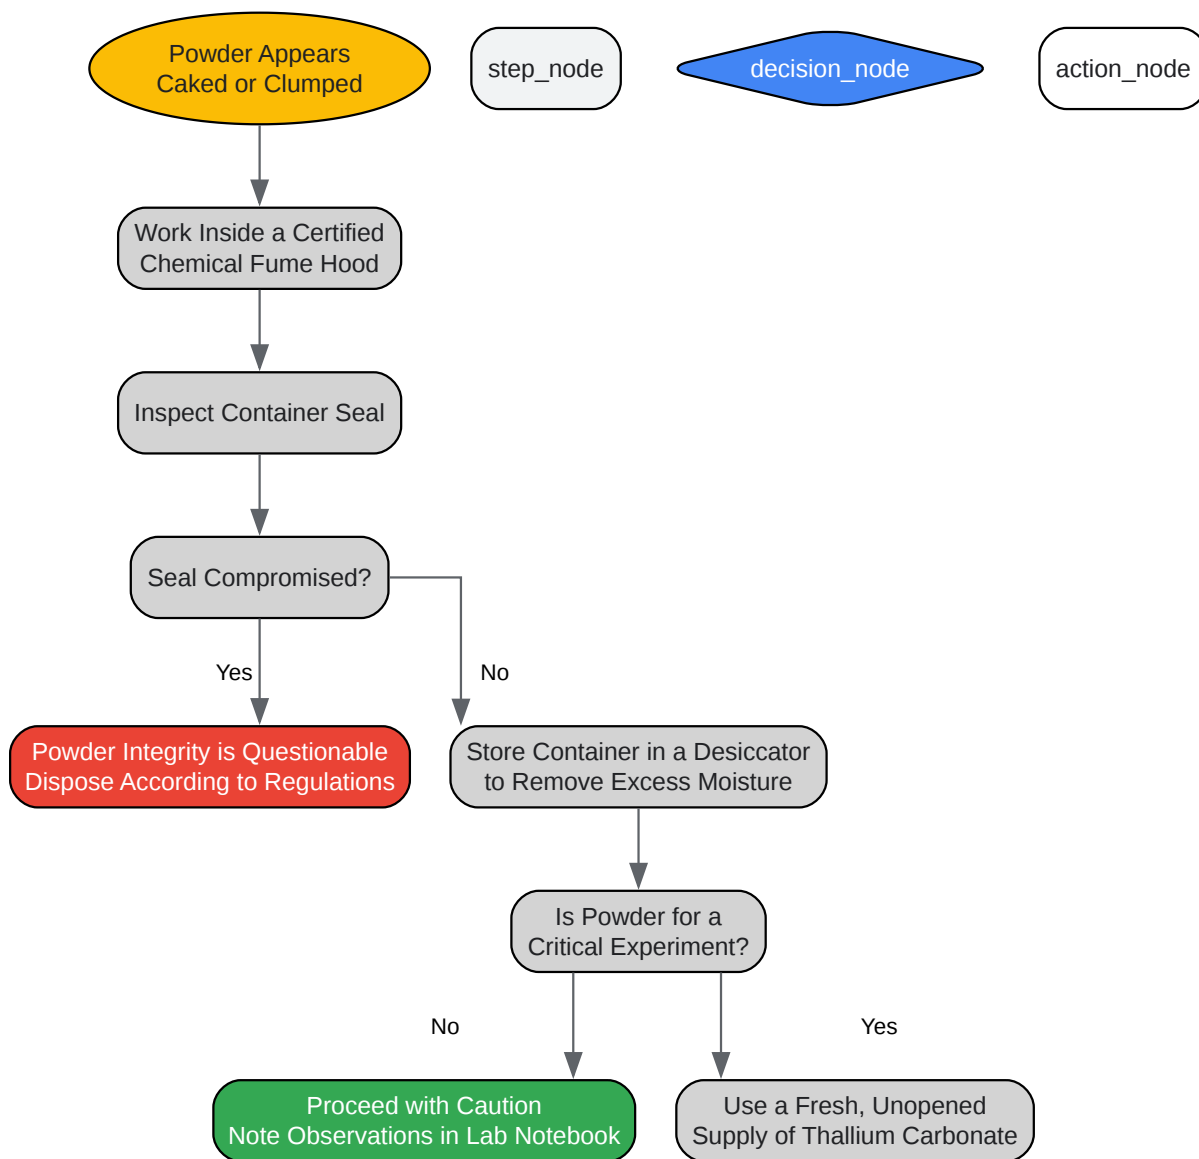 Powder Appears
Caked or Clumped
step_node
decision_node
action_node
Work Inside a Certified
Chemical Fume Hood
Inspect Container Seal
Seal Compromised?
Yes
No
Powder Integrity is Questionable
Dispose According to Regulations
Store Container in a Desiccator
to Remove Excess Moisture
Is Powder for a
Critical Experiment?
No
Yes
Proceed with Caution
Note Observations in Lab Notebook
Use a Fresh, Unopened
Supply of Thallium Carbonate